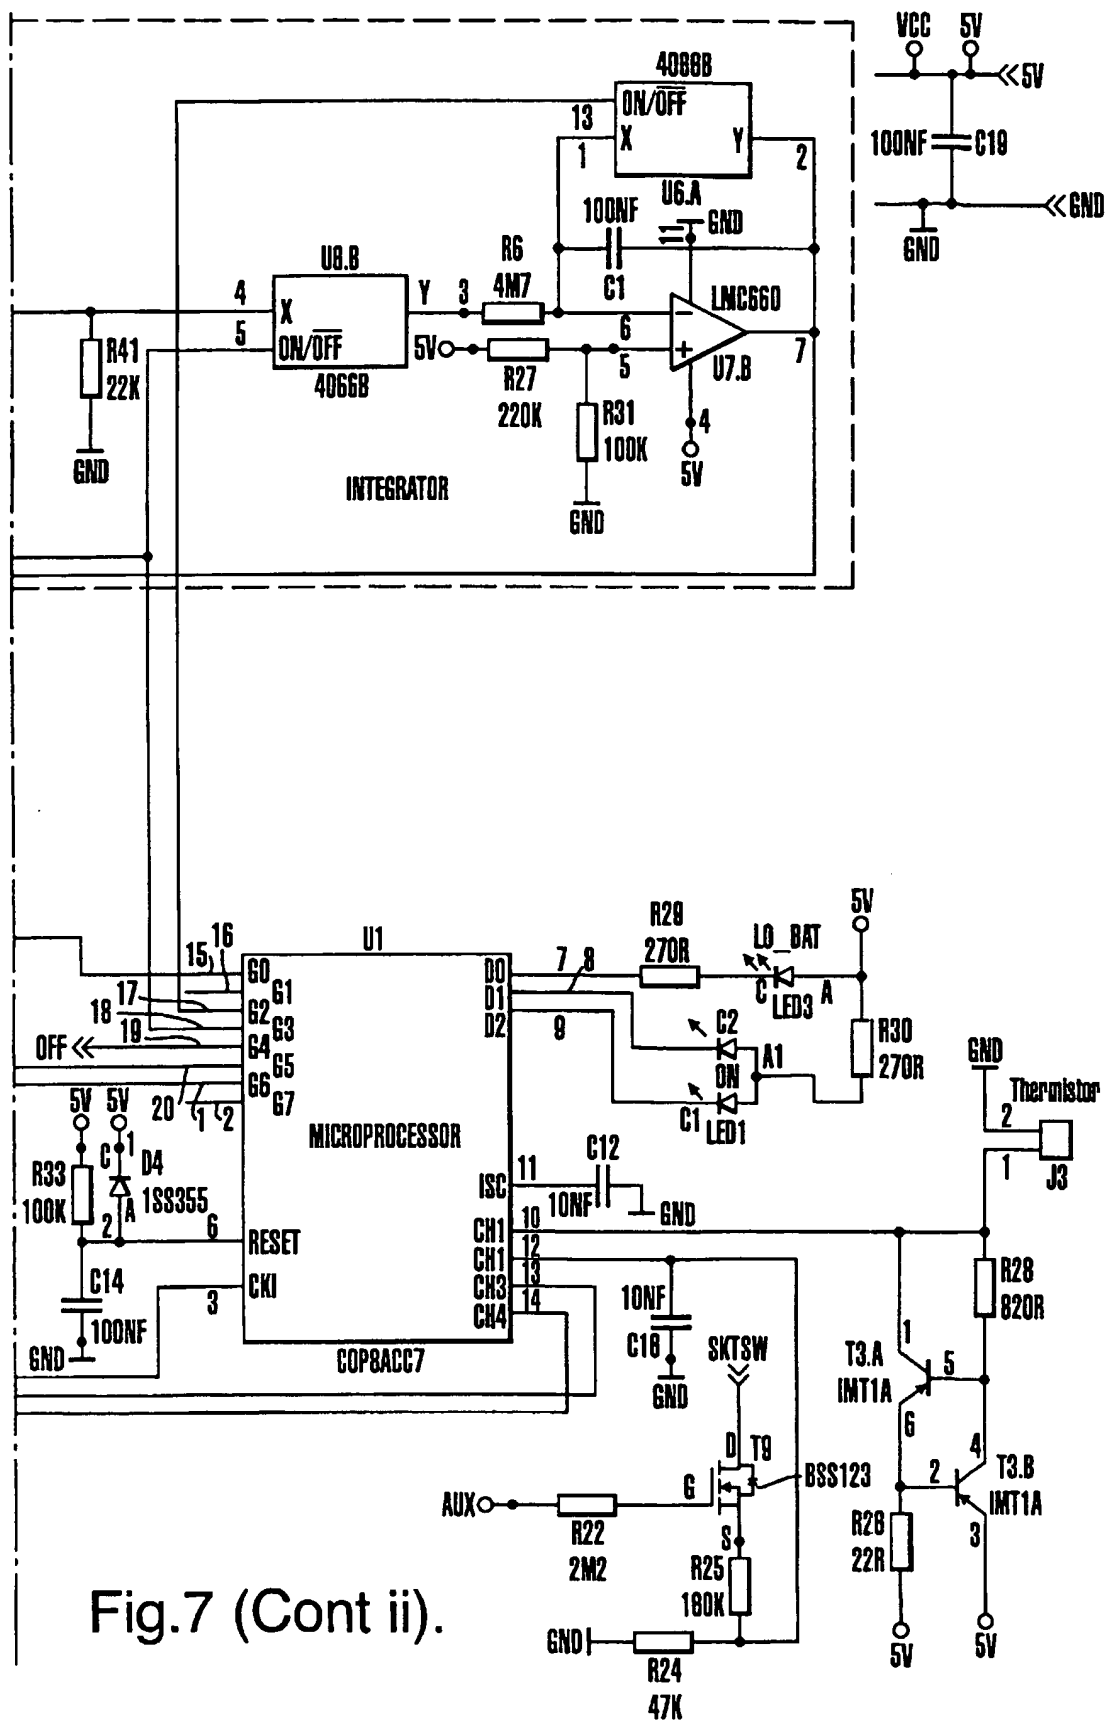 VCC
5V
5V
4088B
ON/OFF
13
X
Y
1
2
100NF
C19
U6.A
100NF
11
GND
GND
GND
U8.B
R6
4M7
C1
LMC660
4
X
Y
3
6
5
ON/OFF
5V
5
7
R41
22K
4066B
R27
220K
U7.B
R31
100K
4
GND
5V
INTEGRATOR
GND
5V
R29
270R
LO_BAT
U1
16
15
7
8
G0
D0
G1
D1
C
A
LED3
17
G2
D2
9
18
G3
C2
R30
270R
19
OFF
G4
G5
ON
A1
GND
G6
20
1
2
G7
C1
LED1
Thermistor
5V
5V
2
1
MICROPROCESSOR
C
D4
1SS355
C12
1
J3
R33
100K
A
11
ISC
10NF
GND
2
6
RESET
CH1
10
CH1
12
R28
820R
C14
CKI
CH3
13
10NF
3
CH4
14
100NF
C18
GND
COP8ACC7
GND
SKTSW
1
T3.A
IMT1A
5
6
D
T9
4
T3.B
IMT1A
2
BSS123
G
AUX
R22
2M2
S
R26
22R
3
R25
180K
Fig.7 (Cont ii).
GND
R24
47K
5V
5V